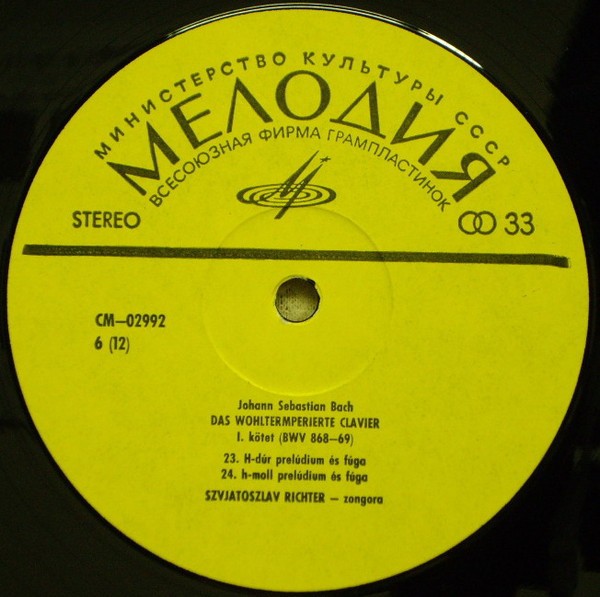 МИНИСТЕРСТВО КУЛЬТУРЫ СССР
МЕЛОДИЯ
ВСЕСОЮЗНАЯ ФИРМА ГРАМПЛАСТИНОК
STEREO
33
СМ—02992
6 (12)
Johann Sebastian Bach
DAS WOHLTERMPERIERTE CLAVIER
I. kötet (BWV 868—69)
23. H-dúr prelúdium és fúga
24. h-moll prelúdium és fúga
SZVJATOSZLAV RICHTER — zongora